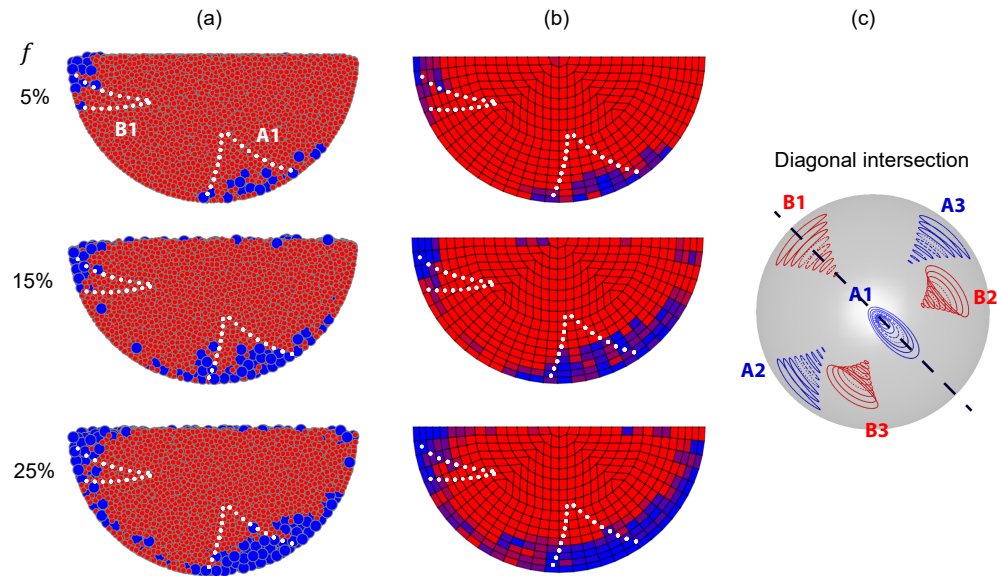 (a)
(b)
(c)
f
5%
B1
A1
15%
25%
Diagonal intersection
B1
A3
A1
B2
A2
B3